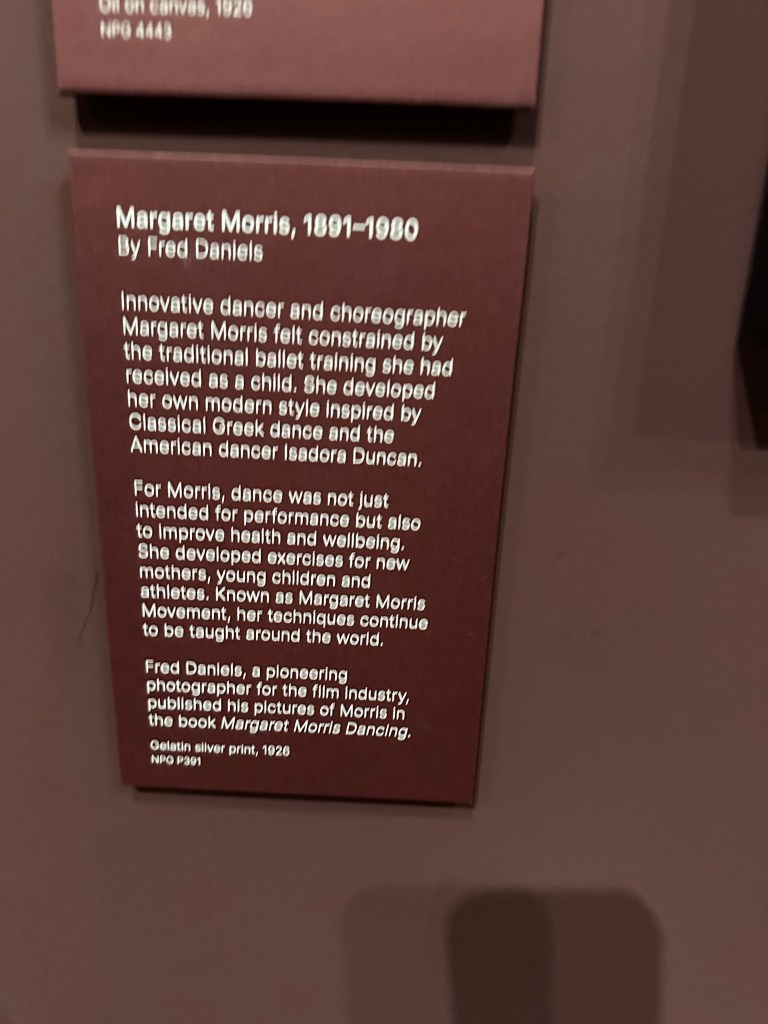 Oil on canvas, 1926
NPG 4443
Margaret Morris, 1891–1980
By Fred Daniels
Innovative dancer and choreographer
Margaret Morris felt constrained by
the traditional ballet training she had
received as a child. She developed
her own modern style inspired by
Classical Greek dance and the
American dancer Isadora Duncan.
For Morris, dance was not just
intended for performance but also
to improve health and wellbeing.
She developed exercises for new
mothers, young children and
athletes. Known as Margaret Morris
Movement, her techniques continue
to be taught around the world.
Fred Daniels, a pioneering
photographer for the film industry,
published his pictures of Morris in
the book Margaret Morris Dancing.
Gelatin silver print, 1926
NPG P391